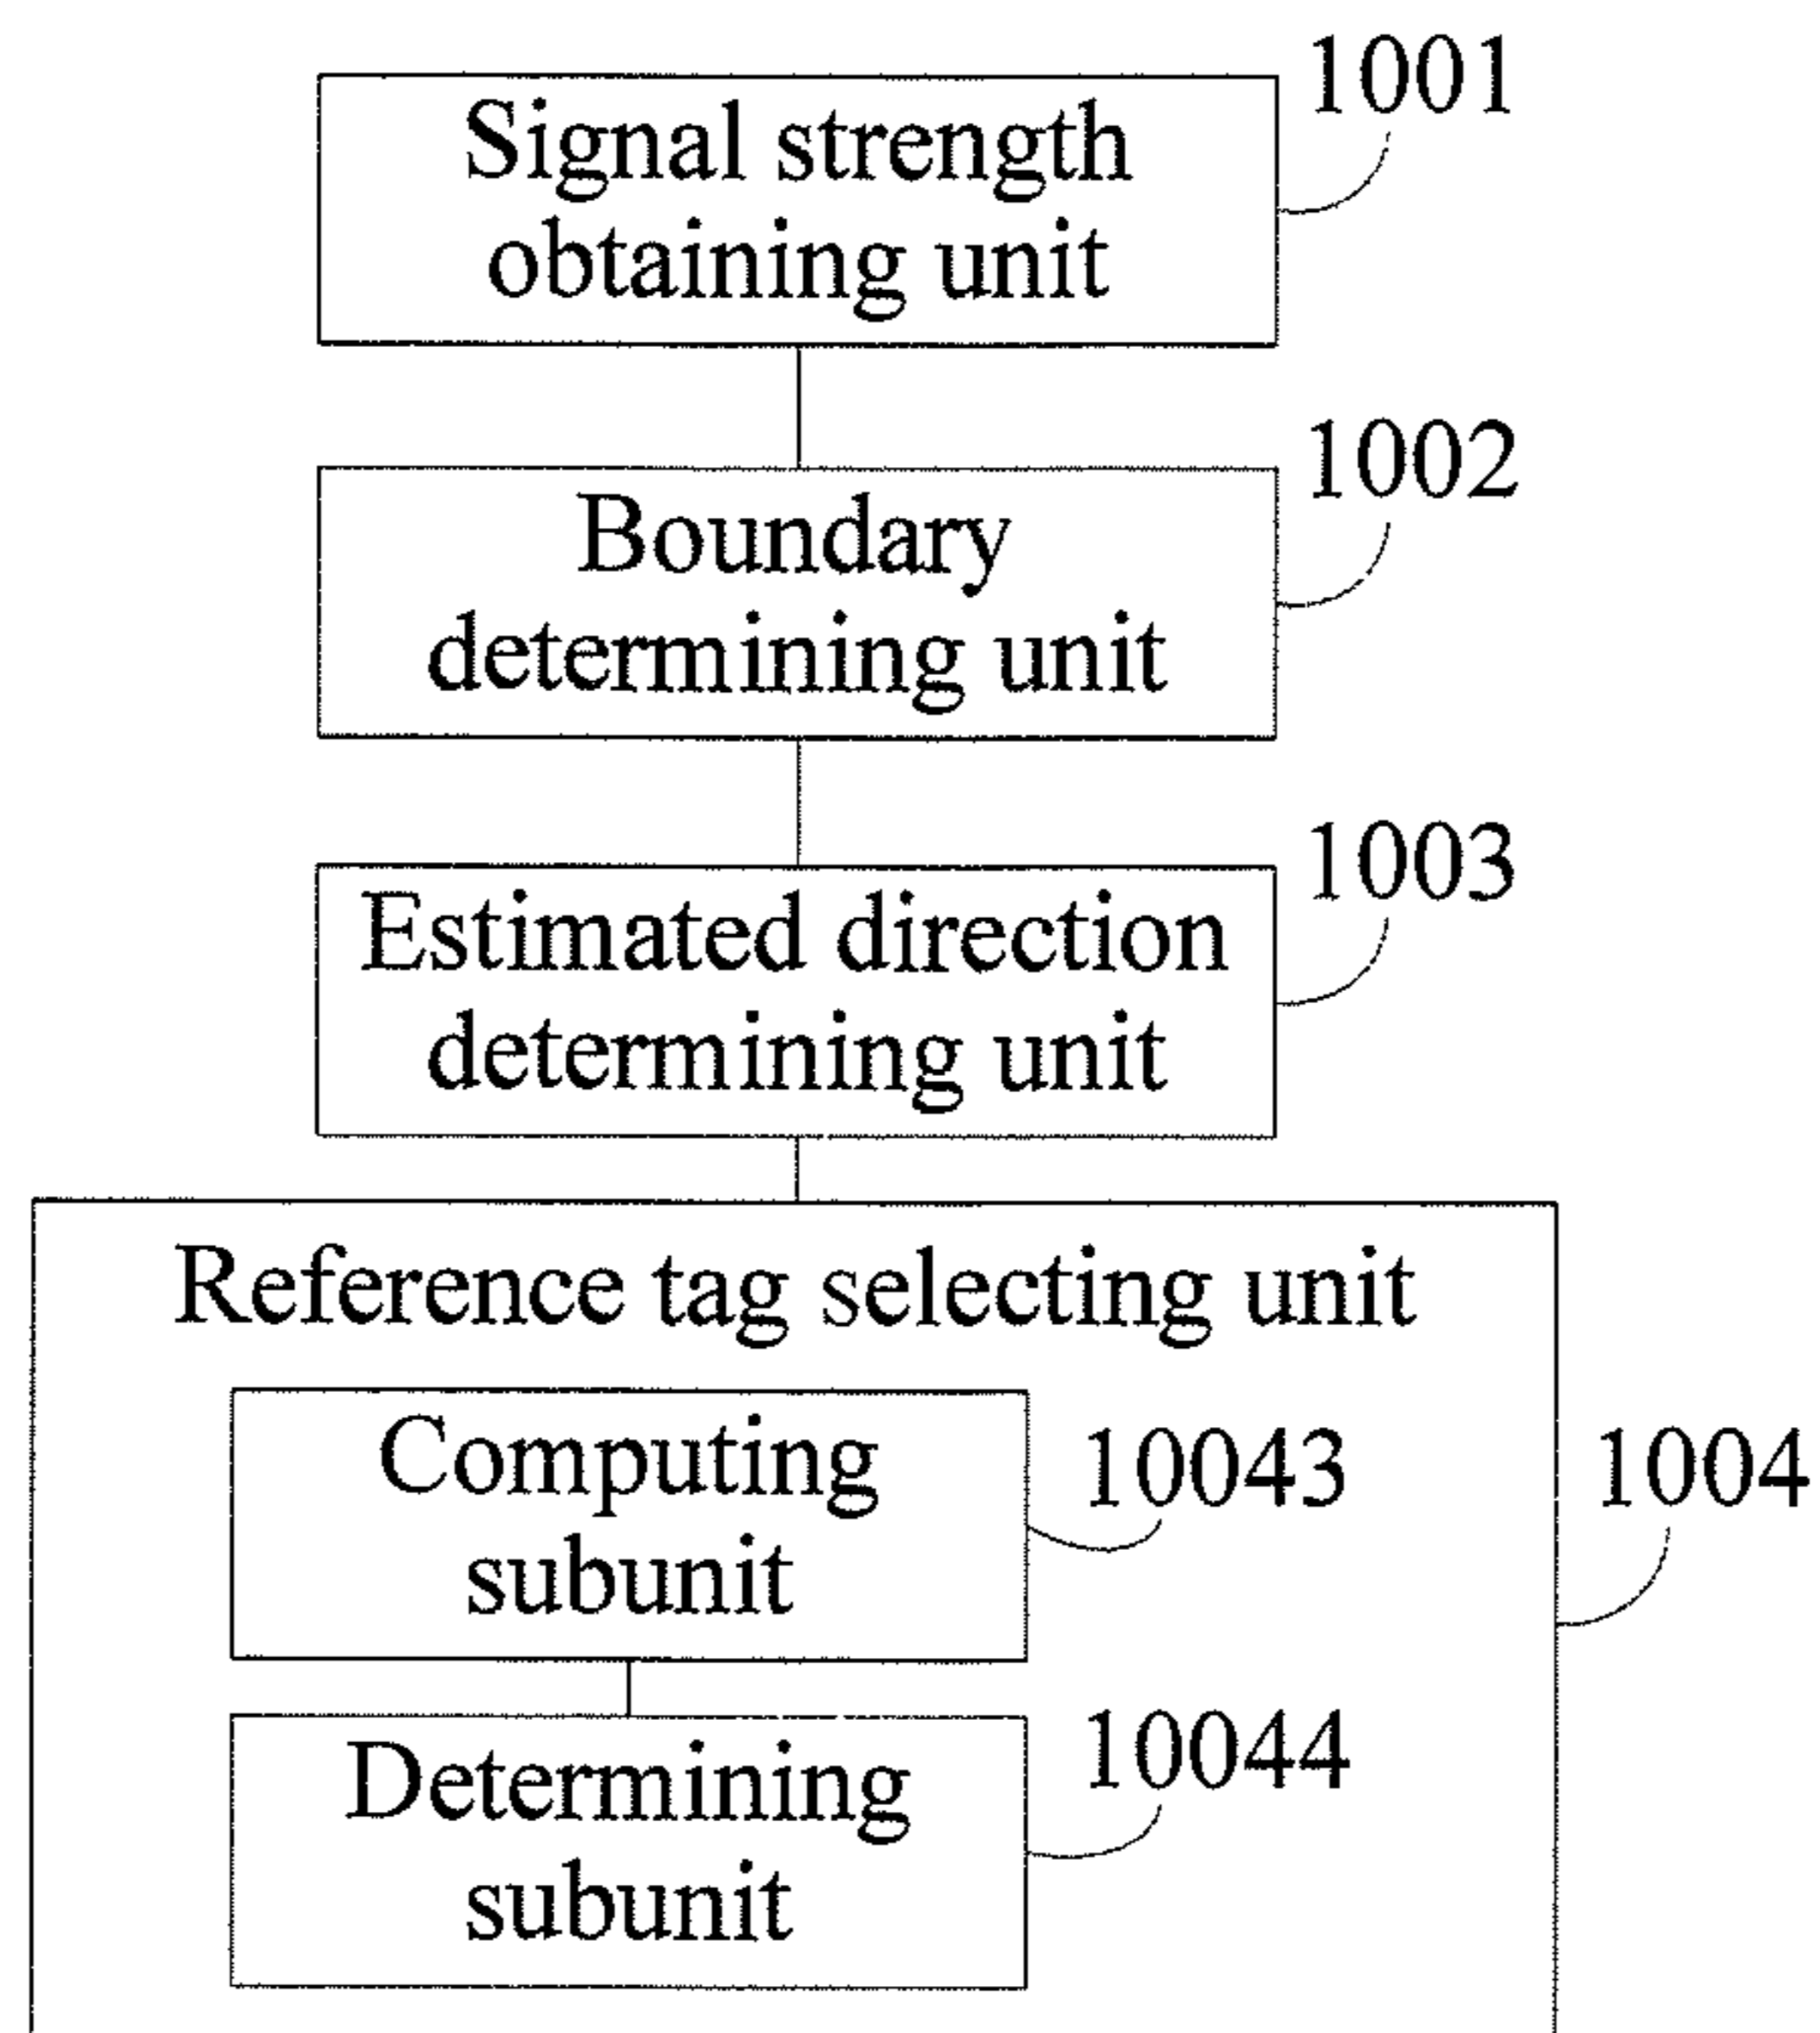 1001
Signal strength
obtaining unit
1002
Boundary
determining unit
1003
Estimated direction
determining unit
Reference tag selecting unit
Computing
subunit
10043
1004
Determining
subunit
10044